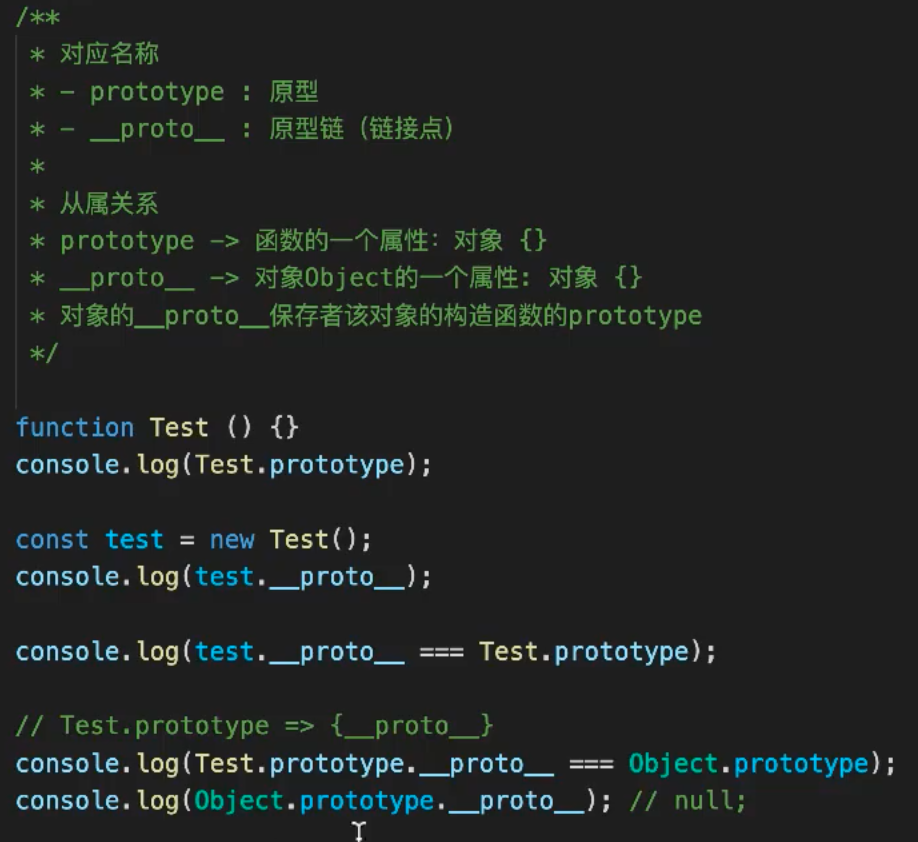 /**
* 对应名称
* - prototype : 原型
* - __proto__ : 原型链（链接点）
*
* 从属关系
* prototype -> 函数的一个属性：对象 {}
* __proto__ -> 对象Object的一个属性：对象 {}
* 对象的__proto__保存者该对象的构造函数的prototype
*/
function Test () {}
console.log(Test.prototype);
const test = new Test();
console.log(test.__proto__);
console.log(test.__proto__ === Test.prototype);
// Test.prototype => {__proto__}
console.log(Test.prototype.__proto__ === Object.prototype);
console.log(Object.prototype.__proto__); // null;